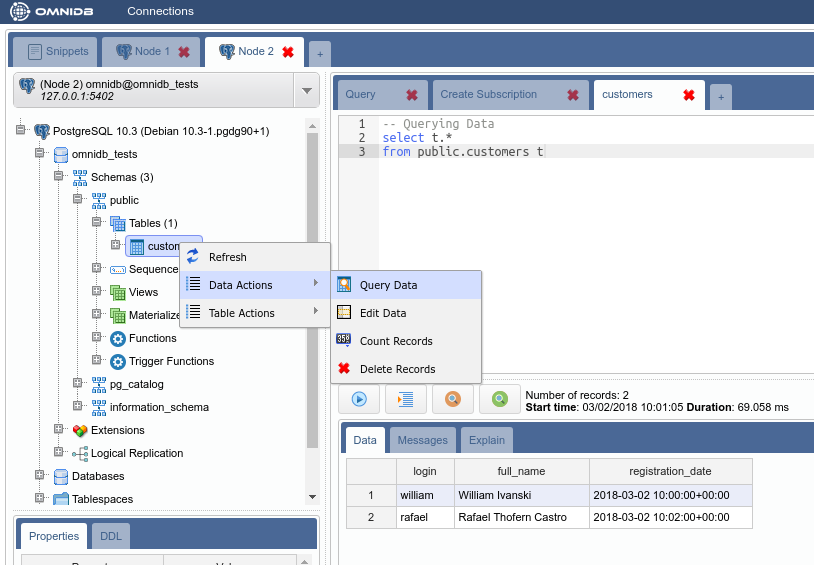 OMNIDB
Connections
Snippets
Node 1
Node 2
+
(Node 2) omnidb@omnidb_tests
127.0.0.1:5402
PostgreSQL 10.3 (Debian 10.3-1.pgdg90+1)
omnidb_tests
Schemas (3)
public
Tables (1)
custom
Sequence
Views
Materialize
Functions
Trigger Functions
pg_catalog
information_schema
Extensions
Logical Replication
Databases
Tablespaces
Refresh
Data Actions
Table Actions
Query Data
Edit Data
Count Records
Delete Records
Properties
DDL
Query
Create Subscription
customers
+
1 -- Querying Data
2 select t.*
3 from public.customers t
Number of records: 2
Start time: 03/02/2018 10:01:05 Duration: 69.058 ms
Data
Messages
Explain
login full_name registration_date
1 william William Ivanski 2018-03-02 10:00:00+00:00
2 rafael Rafael Thofern Castro 2018-03-02 10:02:00+00:00